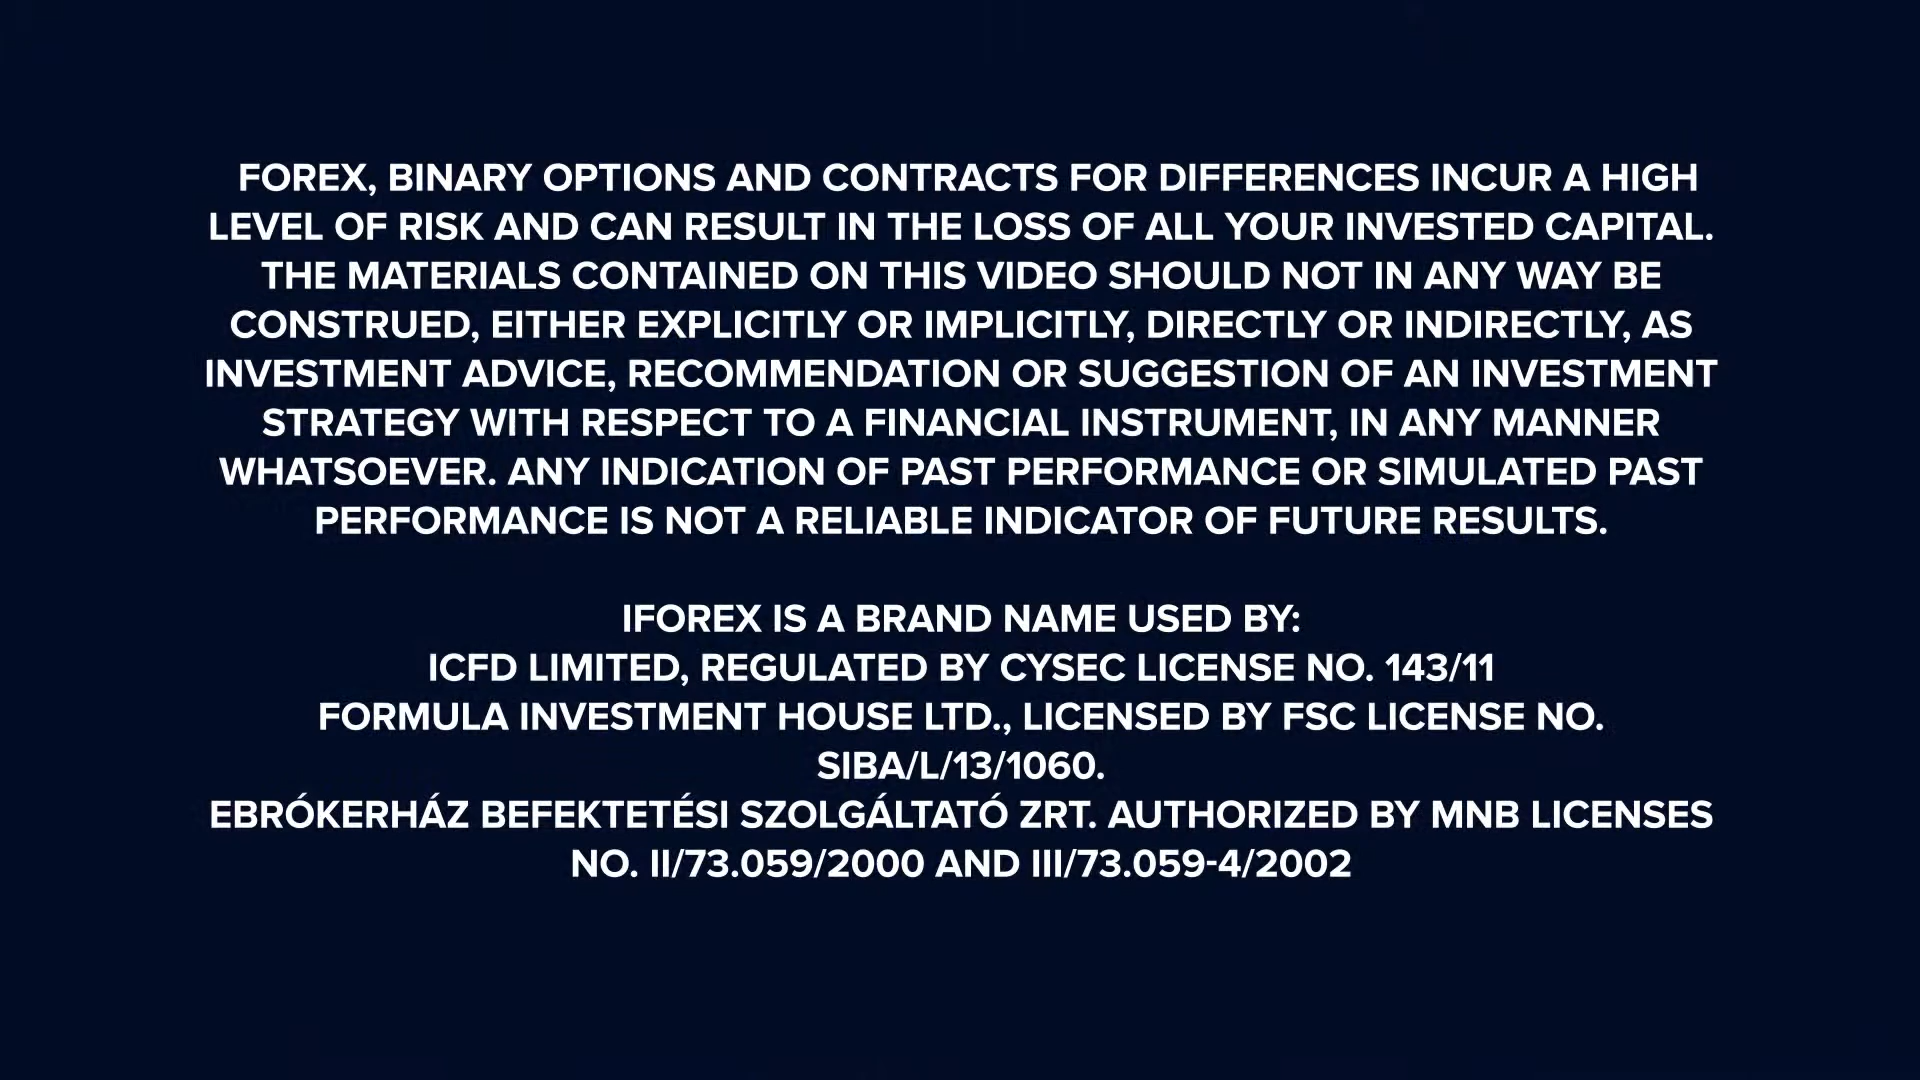 FOREX, BINARY OPTIONS AND CONTRACTS FOR DIFFERENCES INCUR A HIGH
LEVEL OF RISK AND CAN RESULT IN THE LOSS OF ALL YOUR INVESTED CAPITAL.
THE MATERIALS CONTAINED ON THIS VIDEO SHOULD NOT IN ANY WAY BE
CONSTRUED, EITHER EXPLICITLY OR IMPLICITLY, DIRECTLY OR INDIRECTLY, AS
INVESTMENT ADVICE, RECOMMENDATION OR SUGGESTION OF AN INVESTMENT
STRATEGY WITH RESPECT TO A FINANCIAL INSTRUMENT, IN ANY MANNER
WHATSOEVER. ANY INDICATION OF PAST PERFORMANCE OR SIMULATED PAST
PERFORMANCE IS NOT A RELIABLE INDICATOR OF FUTURE RESULTS.
IFOREX IS A BRAND NAME USED BY:
ICFD LIMITED, REGULATED BY CYSEC LICENSE NO. 143/11
FORMULA INVESTMENT HOUSE LTD., LICENSED BY FSC LICENSE NO.
SIBA/L/13/1060.
EBRÓKERHÁZ BEFEKTETÉSI SZOLGÁLTATÓ ZRT. AUTHORIZED BY MNB LICENSES
NO. II/73.059/2000 AND III/73.059-4/2002